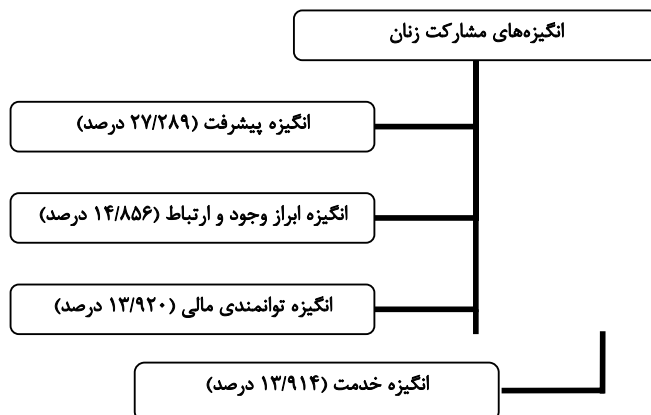 انگیزه‌های مشارکت زنان
انگیزه پیشرفت (۲۷/۲۸۹ درصد)
انگیزه ابراز وجود و ارتباط (۱۴/۸۵۶ درصد)
انگیزه توانمندی مالی (۱۳/۹۲۰ درصد)
انگیزه خدمت (۱۳/۹۱۴ درصد)